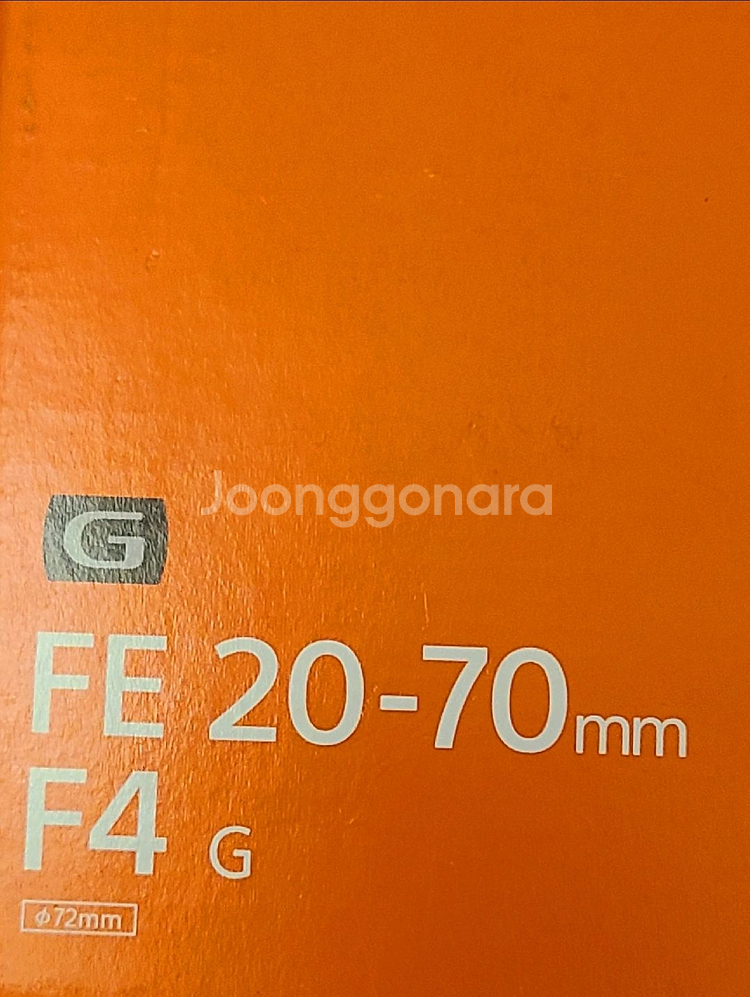 Joonggonara
G
FE 20-70mm
F4 G
φ72mm